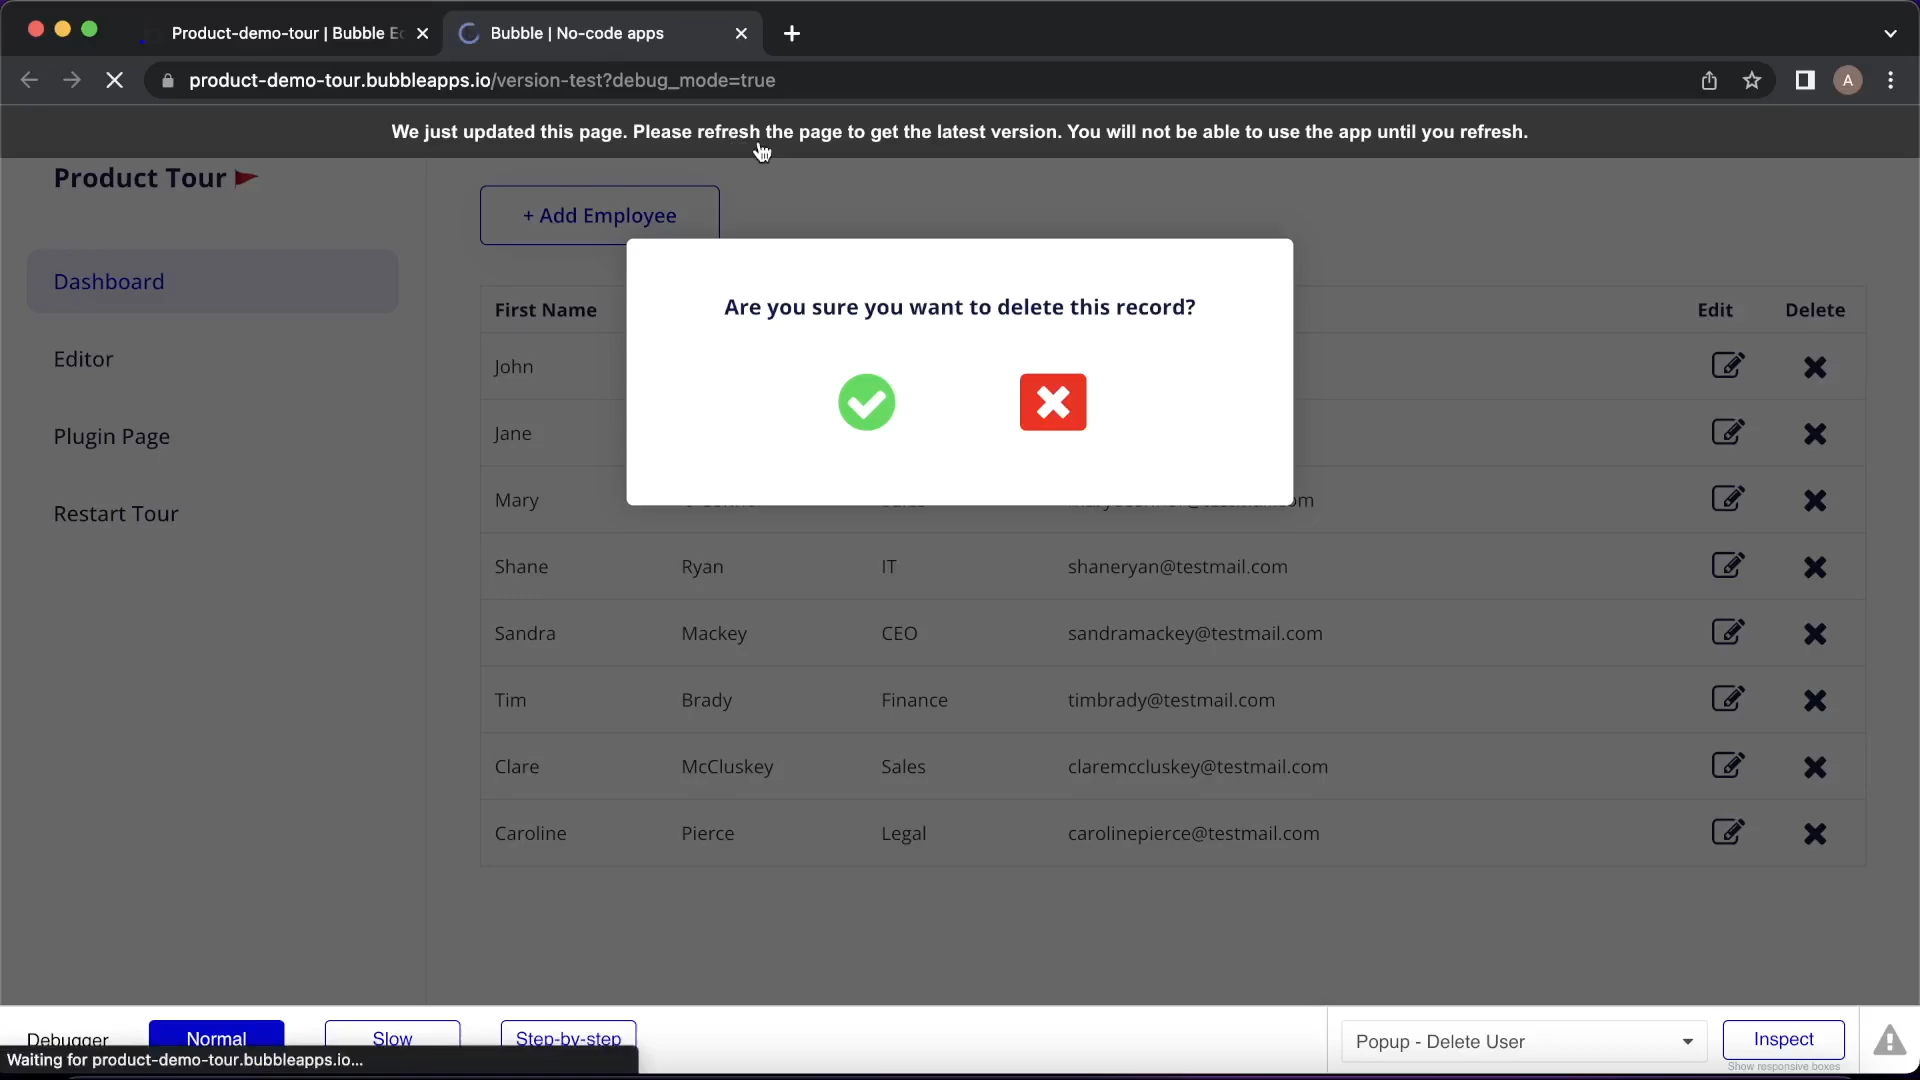 Product-demo-tour | Bubble Ec
Bubble | No-code apps
product-demo-tour.bubbleapps.io/version-test?debug_mode=true
A
We just updated this page. Please refresh the page to get the latest version. You will not be able to use the app until you refresh.
Product Tour
+ Add Employee
Dashboard
Editor
Plugin Page
Restart Tour
Are you sure you want to delete this record?
First Name Edit Delete
John
Jane
Mary
Shane Ryan IT shaneryan@testmail.com
Sandra Mackey CEO sandramackey@testmail.com
Tim Brady Finance timbrady@testmail.com
Clare McCluskey Sales claremccluskey@testmail.com
Caroline Pierce Legal carolinepierce@testmail.com
Debugger Normal Slow Step-by-step
Popup - Delete User
Inspect
Show responsive boxes
Waiting for product-demo-tour.bubbleapps.io...